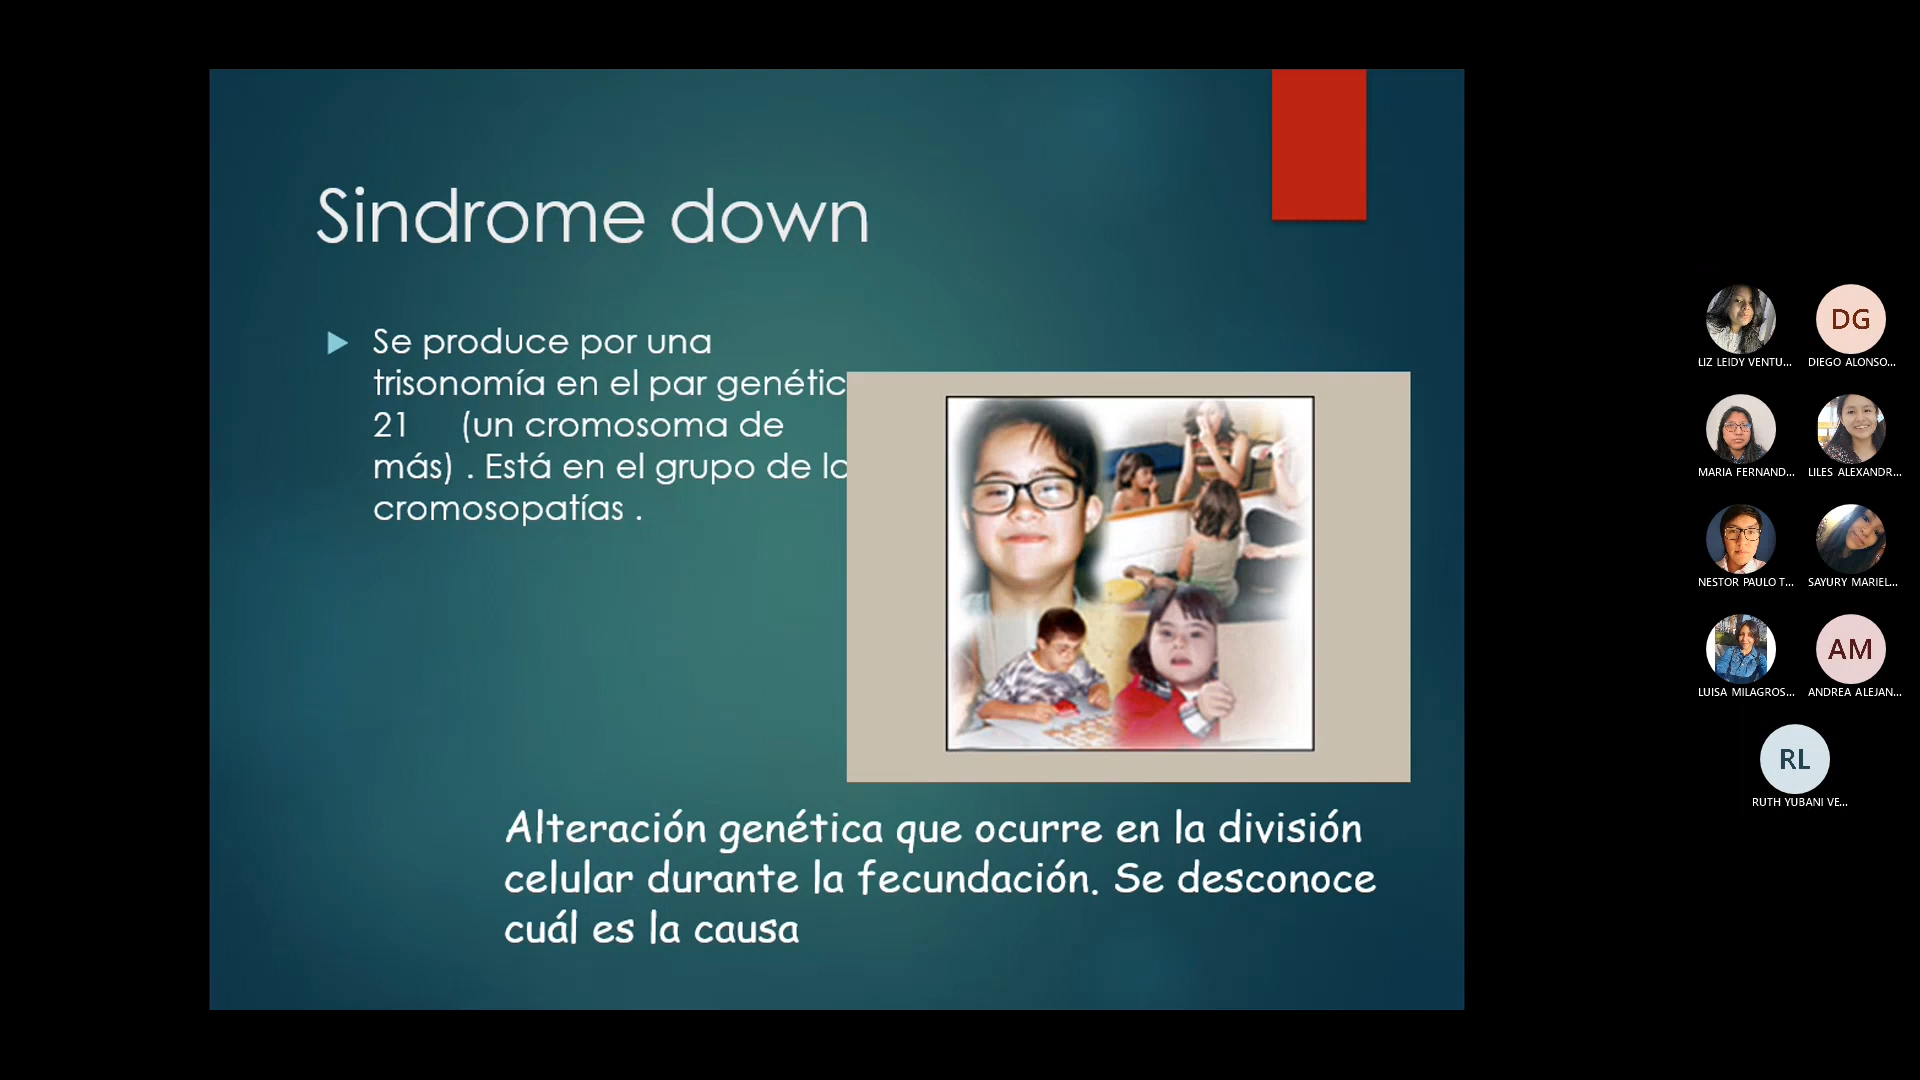 Sindrome down
Se produce por una
trisonomía en el par genétic
21 (un cromosoma de
más) . Está en el grupo de
cromosopatías .
Alteración genética que ocurre en la división
celular durante la fecundación. Se desconoce
cuál es la causa
LIZ LEIDY VENTU...
DG
DIEGO ALONSO...
MARIA FERNAND...
LILES ALEXANDR...
NESTOR PAULO T...
SAYURY MARIEL...
LUISA MILAGROS...
AM
ANDREA ALEJAN...
RL
RUTH YUBANI VE...